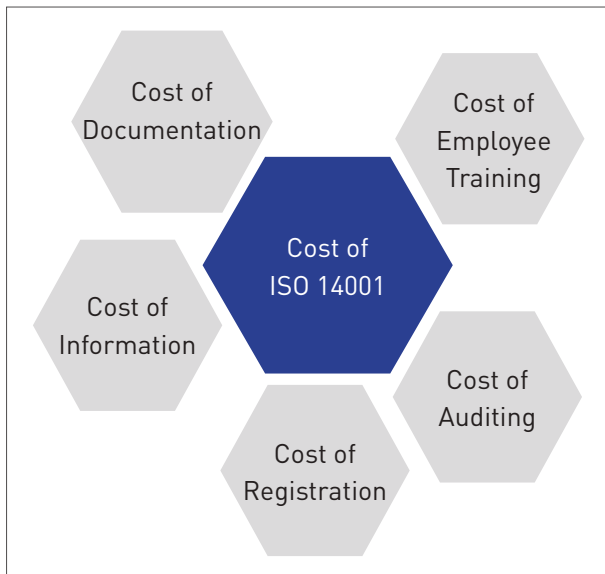 Cost of
Documentation
Cost of
Employee
Training
Cost of
ISO 14001
Cost of
Information
Cost of
Auditing
Cost of
Registration